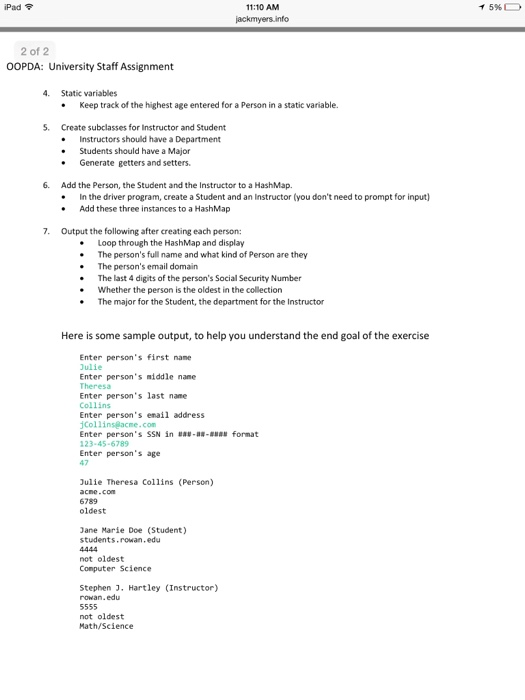 iPad
11:10 AM
5%
jackmyers.info
2 of 2
OOPDA: University Staff Assignment
4. Static variables
• Keep track of the highest age entered for a Person in a static variable.
5. Create subclasses for Instructor and Student
• Instructors should have a Department
• Students should have a Major
• Generate getters and setters.
6. Add the Person, the Student and the Instructor to a HashMap.
• In the driver program, create a Student and an Instructor (you don't need to prompt for input)
• Add these three instances to a HashMap
7. Output the following after creating each person:
• Loop through the HashMap and display
• The person's full name and what kind of Person are they
• The person's email domain
• The last 4 digits of the person's Social Security Number
• Whether the person is the oldest in the collection
• The major for the Student, the department for the Instructor
Here is some sample output, to help you understand the end goal of the exercise
Enter person's first name
Julie
Enter person's middle name
Theresa
Enter person's last name
Collins
Enter person's email address
jCollins@acme.com
Enter person's SSN in ###-##-#### format
123-45-6789
Enter person's age
47
Julie Theresa Collins (Person)
acme.com
6789
oldest
Jane Marie Doe (Student)
students.rowan.edu
4444
not oldest
Computer Science
Stephen J. Hartley (Instructor)
rowan.edu
5555
not oldest
Math/Science